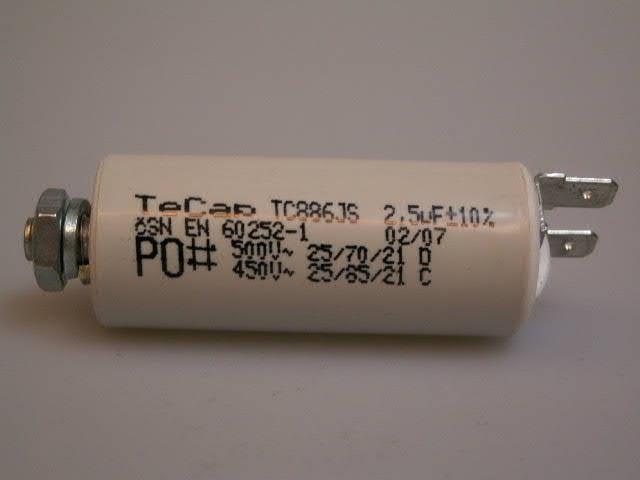 TeCap TC886JS 2,5uF±10%
ČSN EN 60252-1 02/07
P0# 500V~ 25/70/21 D
450V~ 25/85/21 C